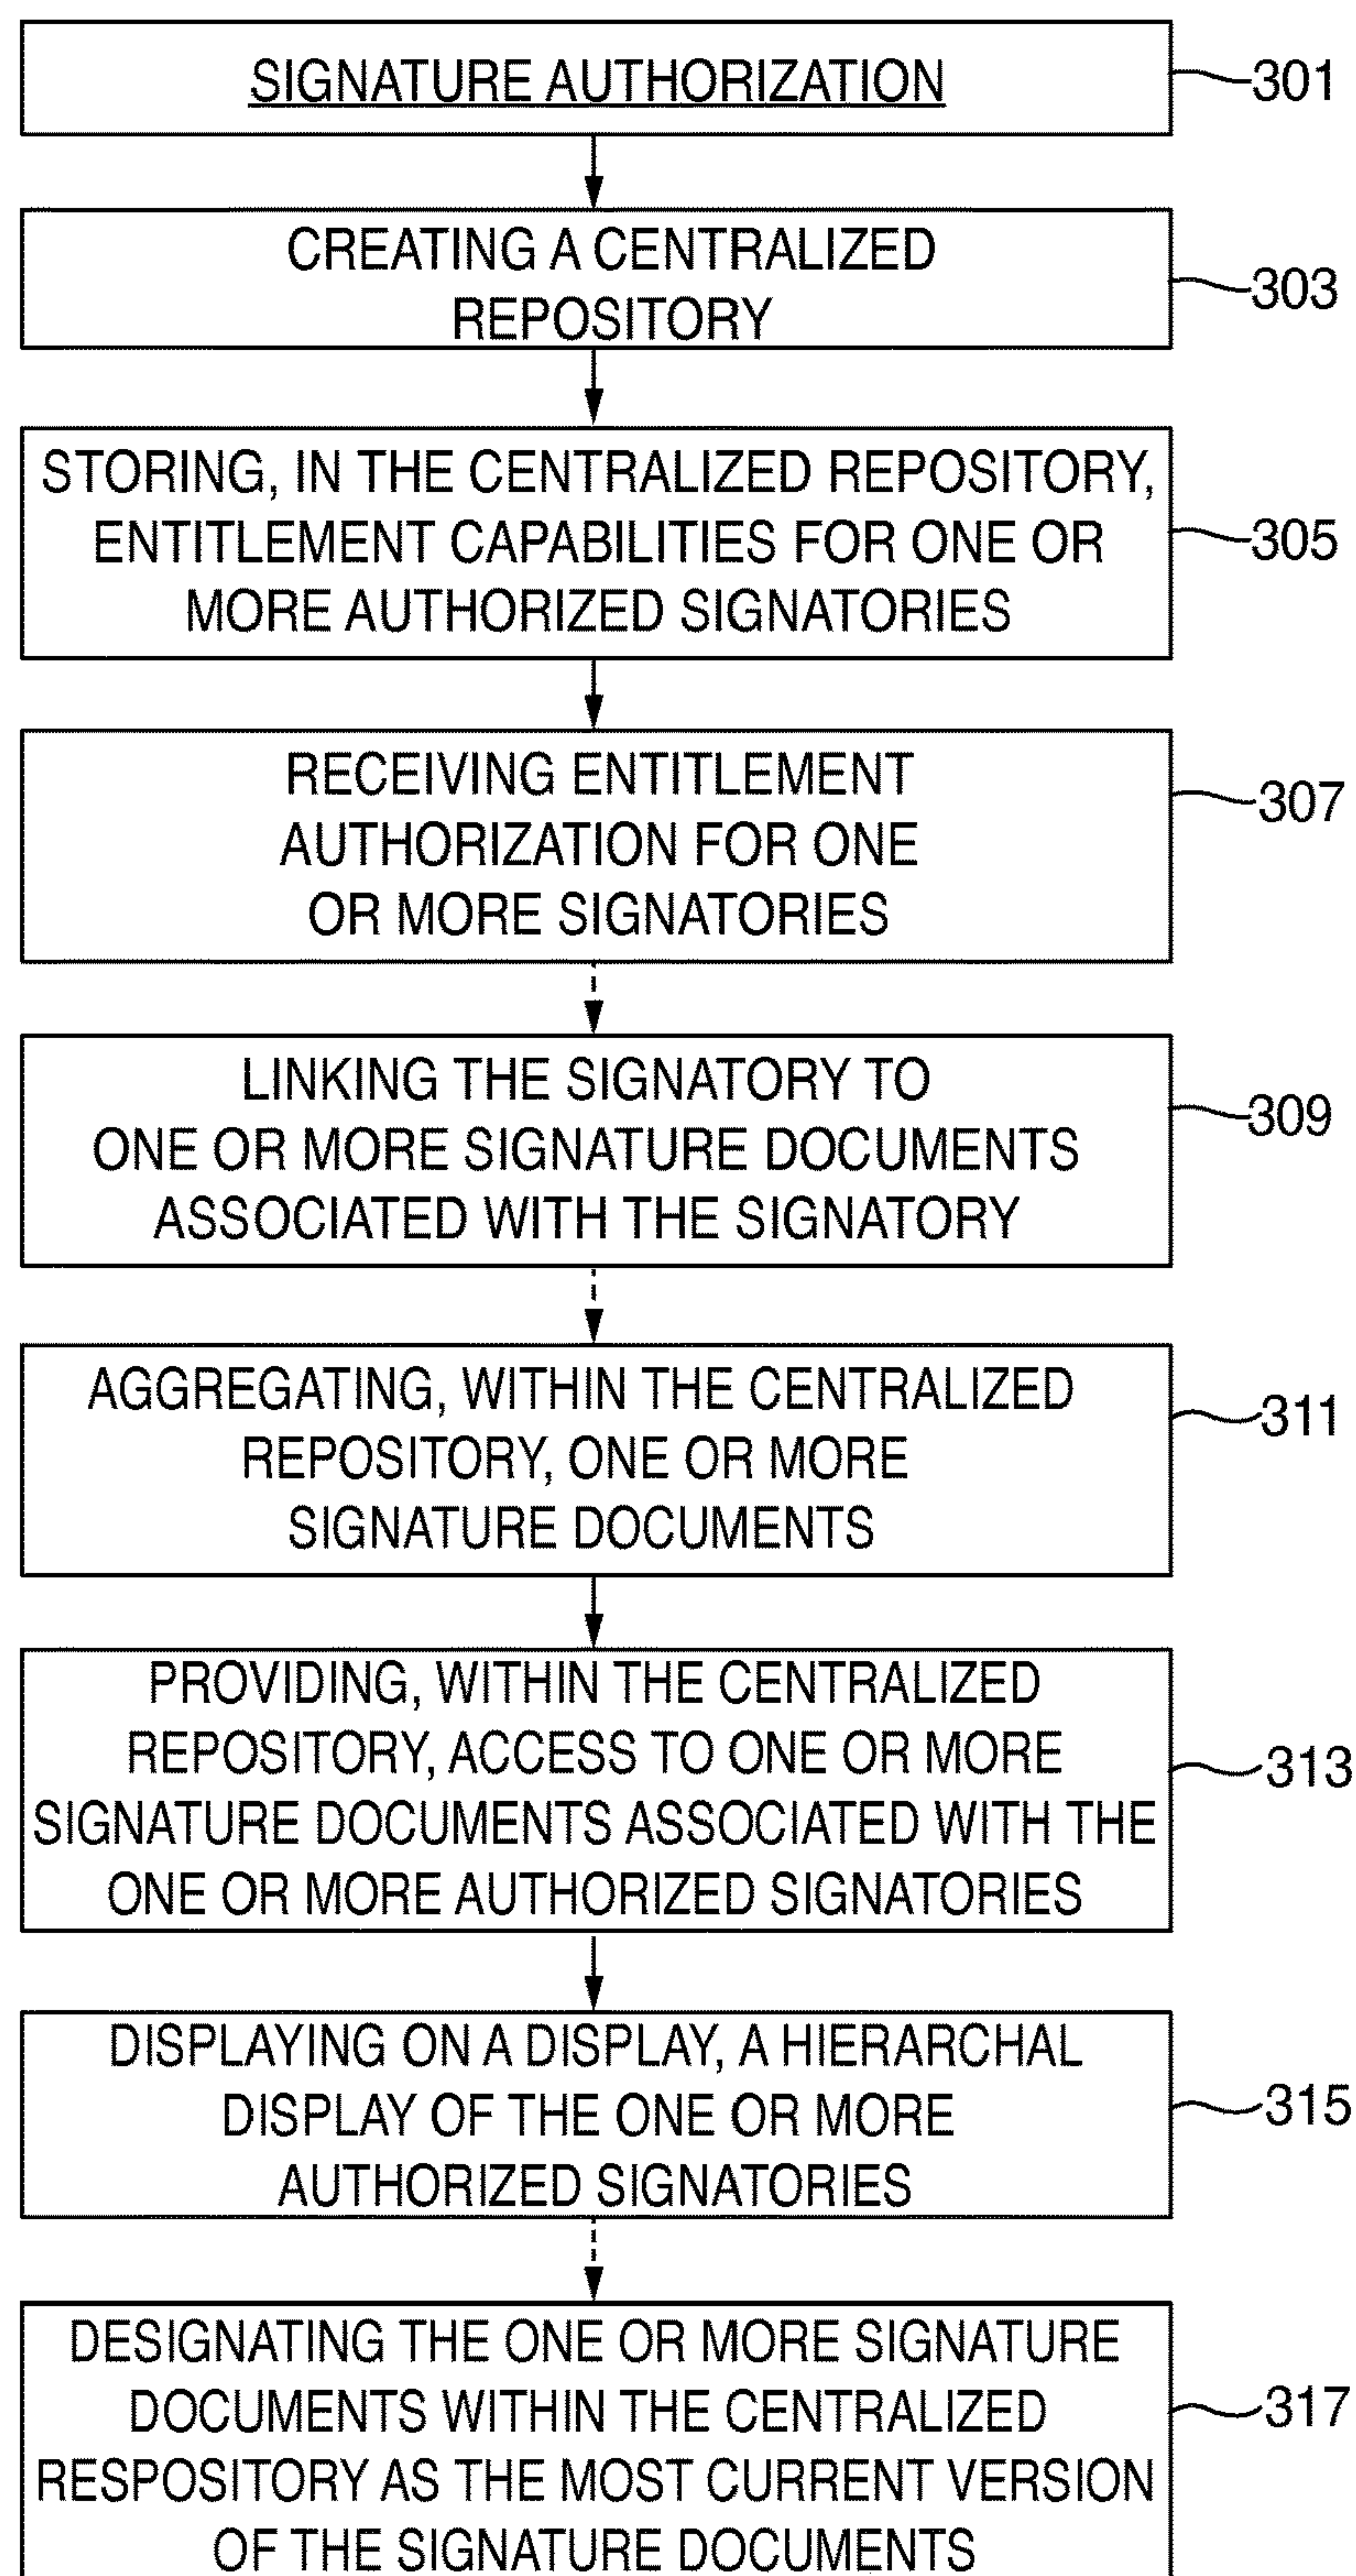 SIGNATURE AUTHORIZATION
301
CREATING A CENTRALIZED
REPOSITORY
303
STORING, IN THE CENTRALIZED REPOSITORY,
ENTITLEMENT CAPABILITIES FOR ONE OR
MORE AUTHORIZED SIGNATORIES
305
RECEIVING ENTITLEMENT
AUTHORIZATION FOR ONE
OR MORE SIGNATORIES
307
LINKING THE SIGNATORY TO
ONE OR MORE SIGNATURE DOCUMENTS
ASSOCIATED WITH THE SIGNATORY
309
AGGREGATING, WITHIN THE CENTRALIZED
REPOSITORY, ONE OR MORE
SIGNATURE DOCUMENTS
311
PROVIDING, WITHIN THE CENTRALIZED
REPOSITORY, ACCESS TO ONE OR MORE
SIGNATURE DOCUMENTS ASSOCIATED WITH THE
ONE OR MORE AUTHORIZED SIGNATORIES
313
DISPLAYING ON A DISPLAY, A HIERARCHAL
DISPLAY OF THE ONE OR MORE
AUTHORIZED SIGNATORIES
315
DESIGNATING THE ONE OR MORE SIGNATURE
DOCUMENTS WITHIN THE CENTRALIZED
RESPOSITORY AS THE MOST CURRENT VERSION
OF THE SIGNATURE DOCUMENTS
317